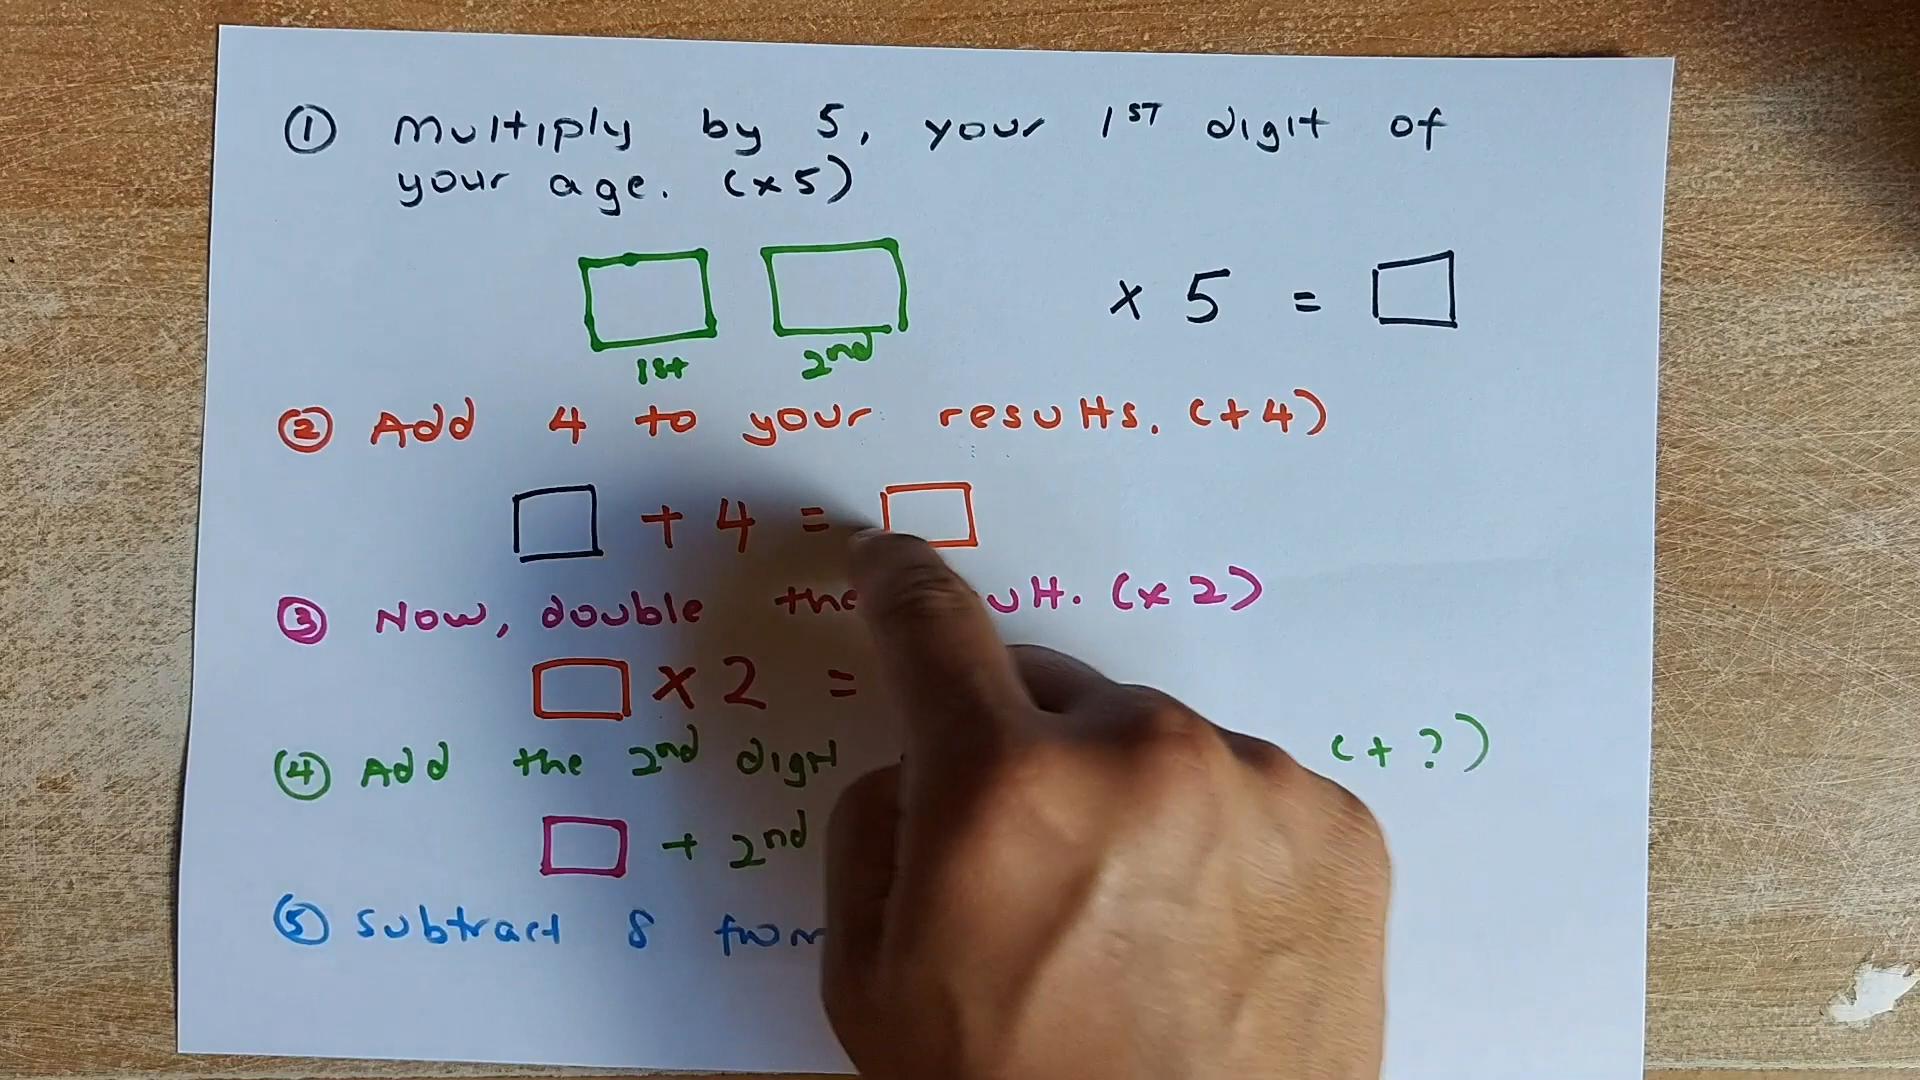 ① Multiply by 5, your 1ST digit of
your age. (x5)
x 5 =
1st 2nd
② Add 4 to your results. (+4)
+ 4 =
③ Now, double the (x 2)
x 2 =
④ Add the 2nd digit (+ ?)
+ 2nd
⑤ subtract 8 from